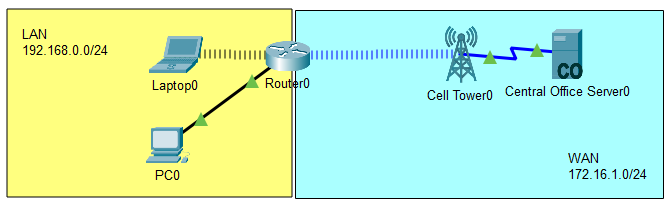 LAN
192.168.0.0/24
Laptop0
Router0
Cell Tower0
CO
Central Office Server0
PC0
WAN
172.16.1.0/24